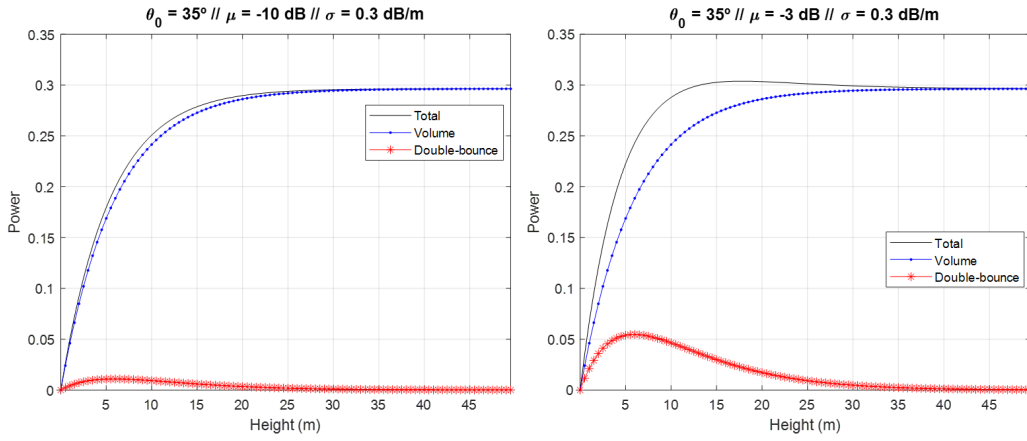 θ₀ = 35º // μ = -10 dB // σ = 0.3 dB/m
0.35
0.3
0.25
0.2
0.15
0.1
0.05
0
Power
5 10 15 20 25 30 35 40 45
Height (m)
Total
Volume
Double-bounce
θ₀ = 35º // μ = -3 dB // σ = 0.3 dB/m
0.35
0.3
0.25
0.2
0.15
0.1
0.05
0
Power
5 10 15 20 25 30 35 40 45
Height (m)
Total
Volume
Double-bounce